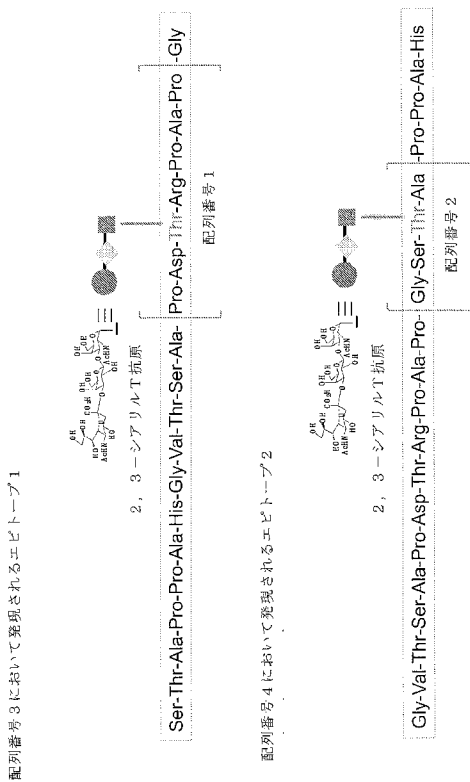 配列番号3において発現されるエピトープ1
2,3-シアリルT抗原
Ser-Thr-Ala-Pro-Pro-Ala-His-Gly-Val-Thr-Ser-Ala- Pro-Asp-Thr-Arg-Pro-Ala-Pro -Gly
配列番号1
配列番号4において発現されるエピトープ2
2,3-シアリルT抗原
Gly-Val-Thr-Ser-Ala-Pro-Asp-Thr-Arg-Pro-Ala-Pro- Gly-Ser-Thr-Ala -Pro-Pro-Ala-His
配列番号2